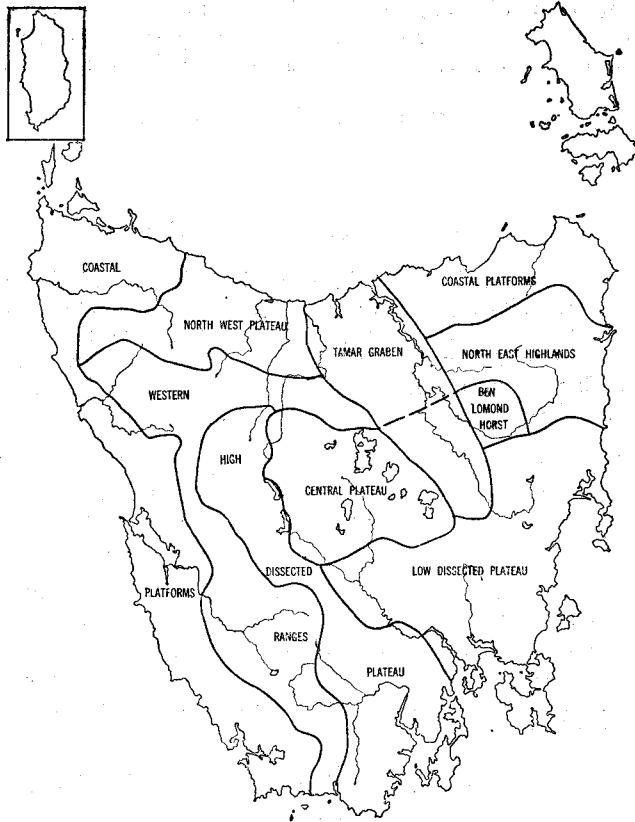 COASTAL
COASTAL PLATFORMS
NORTH WEST PLATEAU
TAMAR GRABEN
NORTH EAST HIGHLANDS
WESTERN
BEN
LOMOND
HORST
HIGH
CENTRAL PLATEAU
DISSECTED
LOW DISSECTED PLATEAU
PLATFORMS
RANGES
PLATEAU